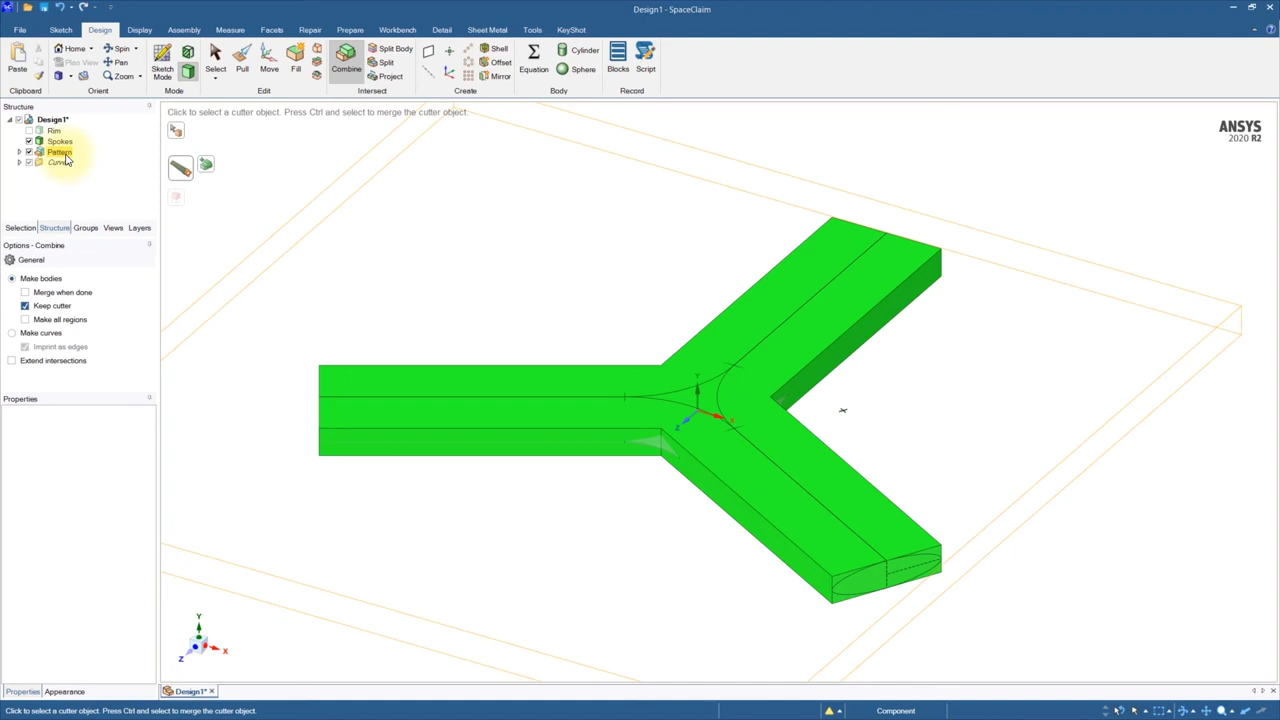 Design1* - SpaceClaim
File Sketch Design Display Assembly Measure Facets Repair Prepare Workbench Detail Sheet Metal Tools KeyShot
Paste
Home
Plan View
Spin
Pan
Zoom
Sketch Mode
Select
Pull
Move
Fill
Combine
Split Body
Split
Project
Shell
Offset
Mirror
Equation
Cylinder
Sphere
Blocks
Script
Clipboard Orient Mode Edit Intersect Create Body Record
Structure
Design1*
Rim
Spokes
Pattern
Selection Structure Groups Views Layers
Options - Combine
General
Make bodies
Merge when done
Keep cutter
Make all regions
Make curves
Imprint as edges
Extend intersections
Properties
Properties Appearance
Click to select a cutter object. Press Ctrl and select to merge the cutter object.
ANSYS
2020 R2
Y
X
Z
Y
X
Z
Design1*
Click to select a cutter object. Press Ctrl and select to merge the cutter object.
Component